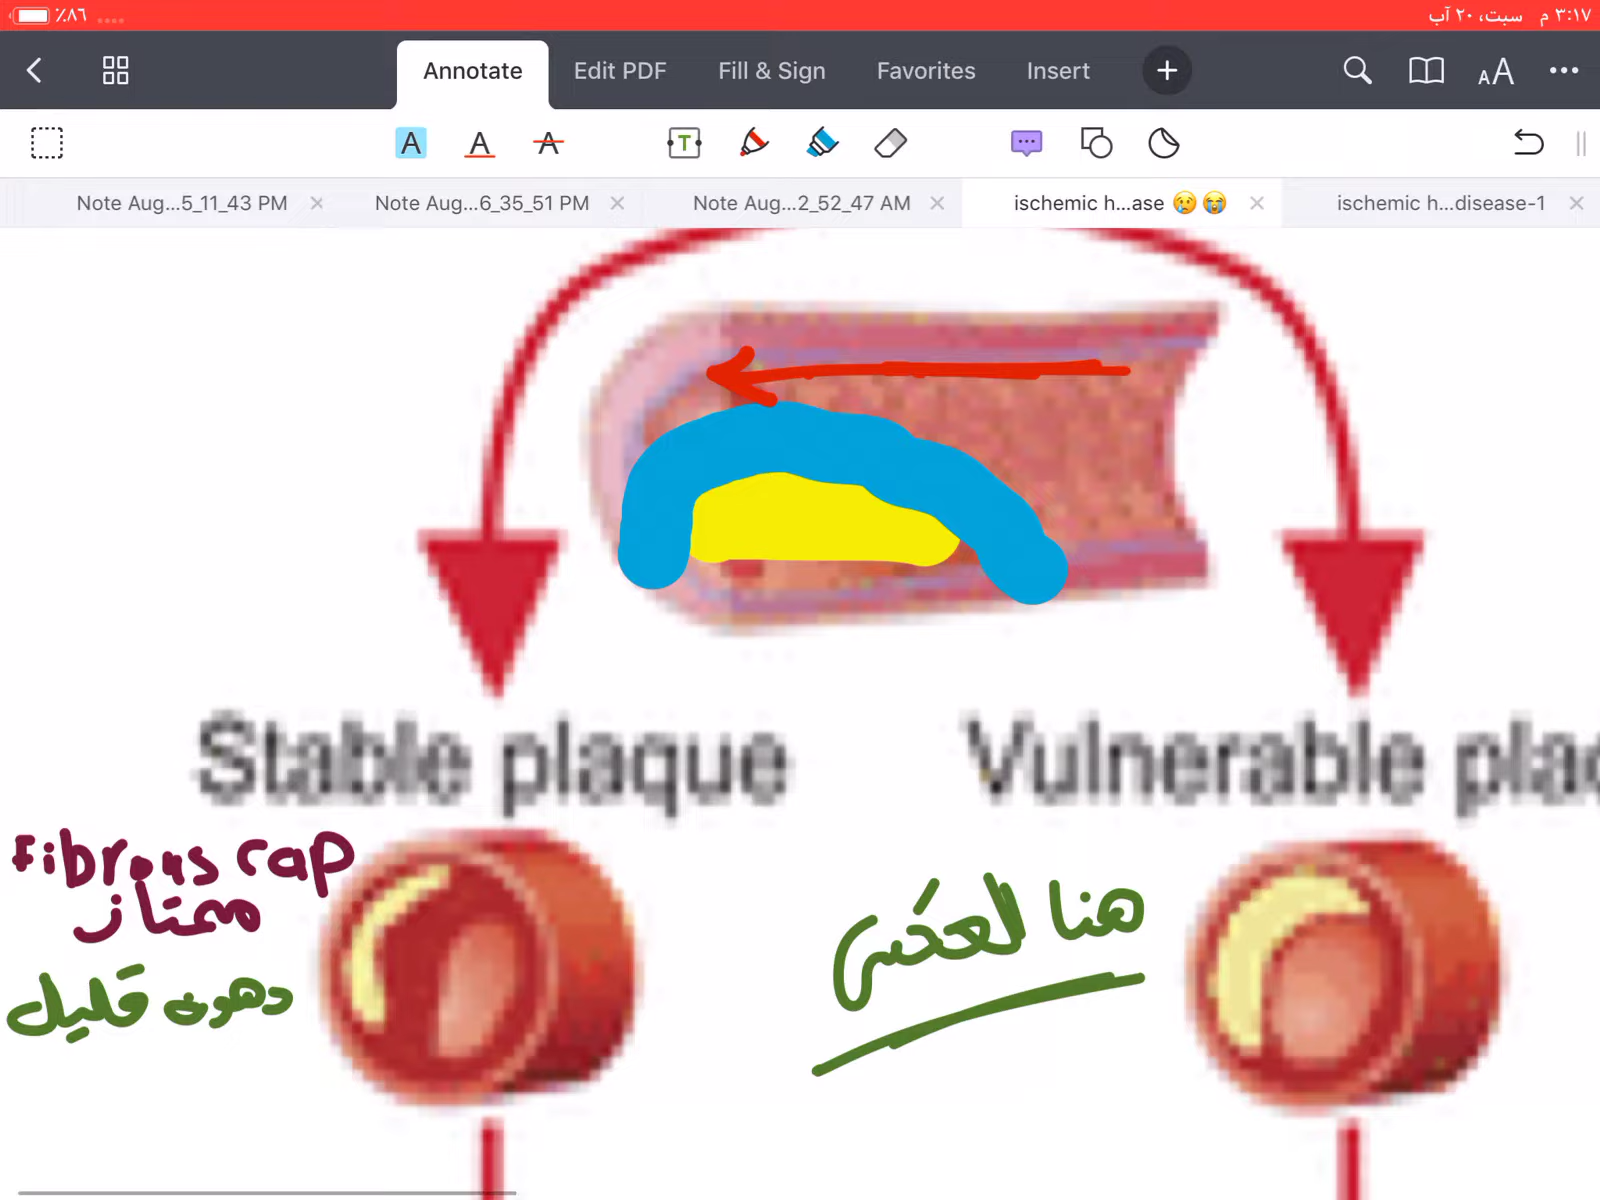 ٪٨٦ ٣:١٧ م سبت، ٢٠ آب
Annotate Edit PDF Fill & Sign Favorites Insert
Note Aug...5_11_43 PM Note Aug...6_35_51 PM Note Aug...2_52_47 AM ischemic h...ase 😢 😭 ischemic h...disease-1
Stable plaque Vulnerable plac
Fibrous cap
ممتاز
دهون قليل
هنا العكس